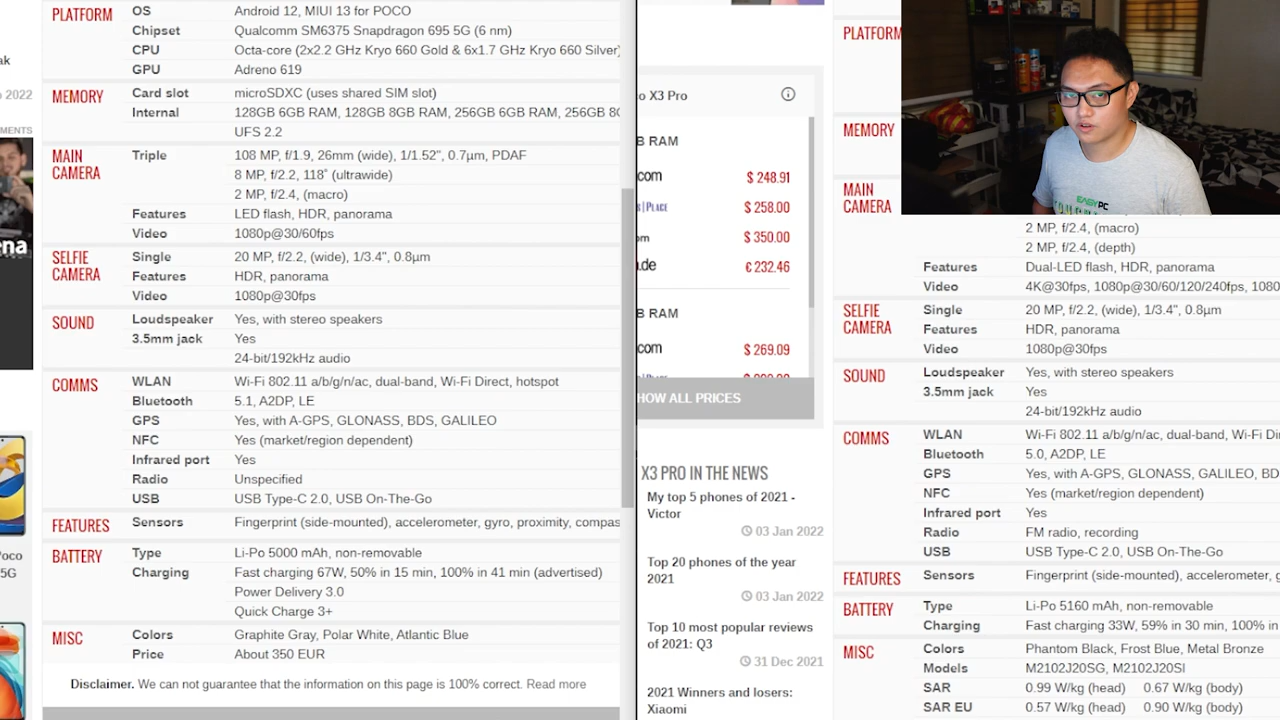 ak
2022
MENTS
ena
oco
5G
PLATFORM
OS Android 12, MIUI 13 for POCO
Chipset Qualcomm SM6375 Snapdragon 695 5G (6 nm)
CPU Octa-core (2x2.2 GHz Kryo 660 Gold & 6x1.7 GHz Kryo 660 Silver)
GPU Adreno 619
MEMORY
Card slot microSDXC (uses shared SIM slot)
Internal 128GB 6GB RAM, 128GB 8GB RAM, 256GB 6GB RAM, 256GB 8G
UFS 2.2
MAIN
CAMERA
Triple 108 MP, f/1.9, 26mm (wide), 1/1.52", 0.7µm, PDAF
8 MP, f/2.2, 118˚ (ultrawide)
2 MP, f/2.4, (macro)
Features LED flash, HDR, panorama
Video 1080p@30/60fps
SELFIE
CAMERA
Single 20 MP, f/2.2, (wide), 1/3.4", 0.8µm
Features HDR, panorama
Video 1080p@30fps
SOUND
Loudspeaker Yes, with stereo speakers
3.5mm jack Yes
24-bit/192kHz audio
COMMS
WLAN Wi-Fi 802.11 a/b/g/n/ac, dual-band, Wi-Fi Direct, hotspot
Bluetooth 5.1, A2DP, LE
GPS Yes, with A-GPS, GLONASS, BDS, GALILEO
NFC Yes (market/region dependent)
Infrared port Yes
Radio Unspecified
USB USB Type-C 2.0, USB On-The-Go
FEATURES
Sensors Fingerprint (side-mounted), accelerometer, gyro, proximity, compas
BATTERY
Type Li-Po 5000 mAh, non-removable
Charging Fast charging 67W, 50% in 15 min, 100% in 41 min (advertised)
Power Delivery 3.0
Quick Charge 3+
MISC
Colors Graphite Gray, Polar White, Atlantic Blue
Price About 350 EUR
Disclaimer. We can not guarantee that the information on this page is 100% correct. Read more
o X3 Pro
B RAM
com $ 248.91
PLACE $ 258.00
om $ 350.00
.de € 232.46
B RAM
com $ 269.09
HOW ALL PRICES
X3 PRO IN THE NEWS
My top 5 phones of 2021 -
Victor
03 Jan 2022
Top 20 phones of the year
2021
03 Jan 2022
Top 10 most popular reviews
of 2021: Q3
31 Dec 2021
2021 Winners and losers:
Xiaomi
PLATFORM
MEMORY
MAIN
CAMERA
EASYPC
2 MP, f/2.4, (macro)
2 MP, f/2.4, (depth)
Features Dual-LED flash, HDR, panorama
Video 4K@30fps, 1080p@30/60/120/240fps, 1080
SELFIE
CAMERA
Single 20 MP, f/2.2, (wide), 1/3.4", 0.8µm
Features HDR, panorama
Video 1080p@30fps
SOUND
Loudspeaker Yes, with stereo speakers
3.5mm jack Yes
24-bit/192kHz audio
COMMS
WLAN Wi-Fi 802.11 a/b/g/n/ac, dual-band, Wi-Fi Di
Bluetooth 5.0, A2DP, LE
GPS Yes, with A-GPS, GLONASS, GALILEO, BD
NFC Yes (market/region dependent)
Infrared port Yes
Radio FM radio, recording
USB USB Type-C 2.0, USB On-The-Go
FEATURES
Sensors Fingerprint (side-mounted), accelerometer, g
BATTERY
Type Li-Po 5160 mAh, non-removable
Charging Fast charging 33W, 59% in 30 min, 100% in
MISC
Colors Phantom Black, Frost Blue, Metal Bronze
Models M2102J20SG, M2102J20SI
SAR 0.99 W/kg (head) 0.67 W/kg (body)
SAR EU 0.57 W/kg (head) 0.90 W/kg (body)